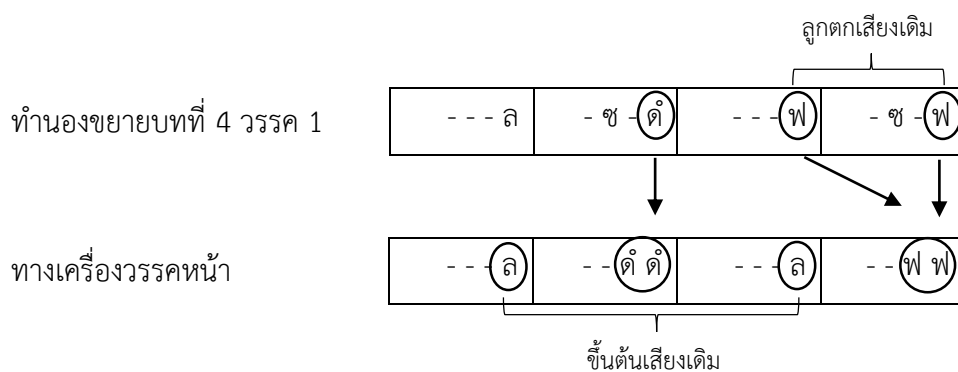 ลูกตกเสียงเดิม
ทำนองขยายบทที่ 4 วรรค 1 - - - ล - ซ - ดํ - - - ฟ - ซ - ฟ
ทางเครื่องวรรคหน้า - - - ล - - ดํ ดํ - - - ล - - ฟ ฟ
ขึ้นต้นเสียงเดิม